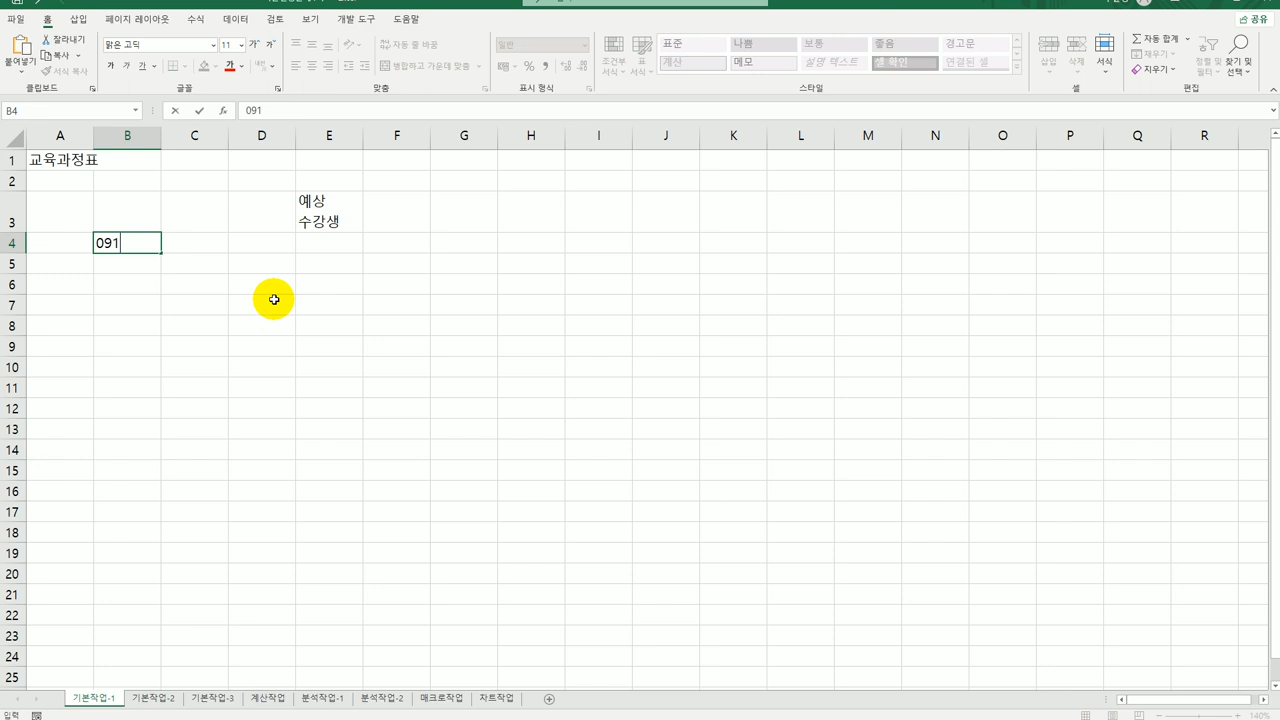 파일 홈 삽입 페이지 레이아웃 수식 데이터 검토 보기 개발 도구 도움말 공유
붙여넣기 잘라내기 복사 서식 복사
맑은 고딕 11 가 가
가 가 가 가 내천
자동 줄 바꿈
병합하고 가운데 맞춤
일반
조건부 서식 표 서식
표준 나쁨 보통 좋음 경고문
계산 메모 설명 텍스트 셀 확인 연결된 셀
삽입 삭제 서식
자동 합계 채우기 지우기
정렬 및 필터 찾기 및 선택
클립보드 글꼴 맞춤 표시 형식 스타일 셀 편집
B4 fx 091
A B C D E F G H I J K L M N O P Q R
1 교육과정표
2
예상
3 수강생
4 091
5
6
7
8
9
10
11
12
13
14
15
16
17
18
19
20
21
22
23
24
25
기본작업-1 기본작업-2 기본작업-3 계산작업 분석작업-1 분석작업-2 매크로작업 차트작업
입력 140%